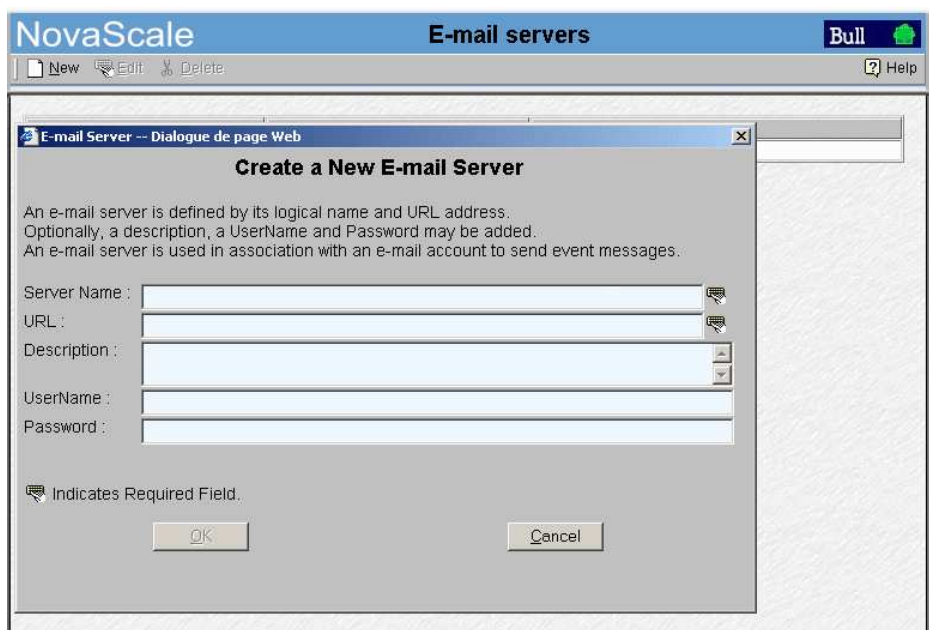 NovaScale E-mail servers Bull
New Edit Delete Help
E-mail Server -- Dialogue de page Web
Create a New E-mail Server
An e-mail server is defined by its logical name and URL address.
Optionally, a description, a UserName and Password may be added.
An e-mail server is used in association with an e-mail account to send event messages.
Server Name :
URL :
Description :
UserName :
Password :
Indicates Required Field.
OK Cancel